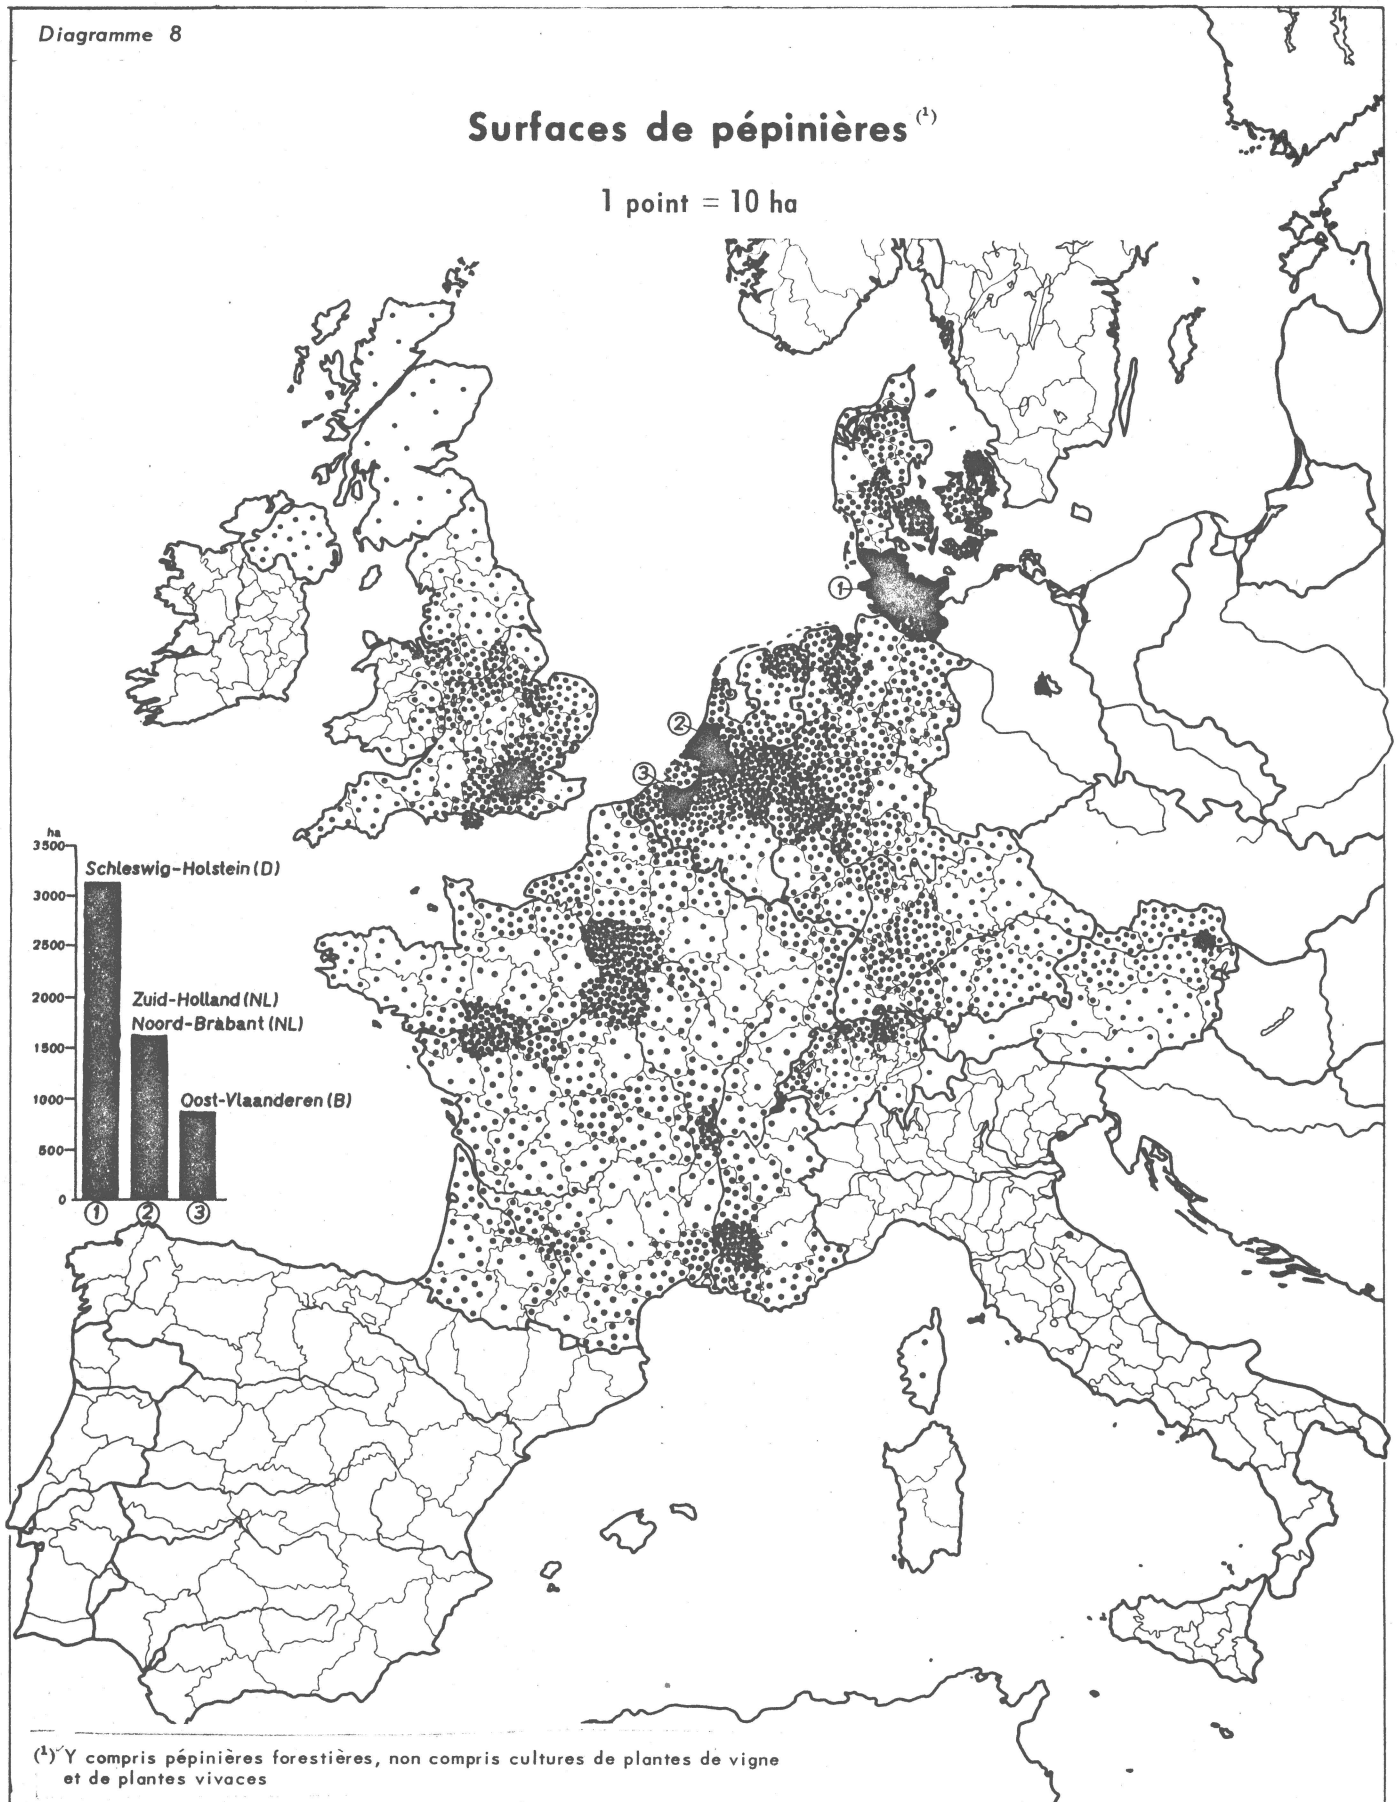 Diagramme 8
Surfaces de pépinières (¹)
1 point = 10 ha
1
2
3
ha
3500
Schleswig-Holstein (D)
3000
2500
2000
Zuid-Holland (NL)
Noord-Brabant (NL)
1500
1000
Oost-Vlaanderen (B)
500
0
1 2 3
(¹) Y compris pépinières forestières, non compris cultures de plantes de vigne
et de plantes vivaces